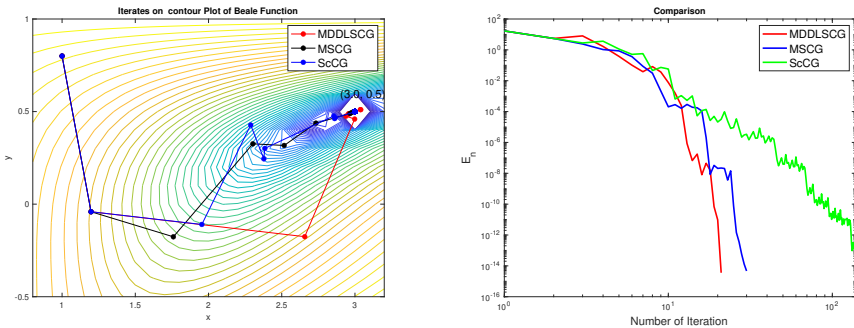 Iterates on contour Plot of Beale Function
1
0.5
0
-0.5
y
1
1.5
2
2.5
3
x
MDDLSCG
MSCG
ScCG
(3.0, 0.5)
Comparison
10^2
10^0
10^-2
10^-4
10^-6
10^-8
10^-10
10^-12
10^-14
10^-16
E_n
10^0
10^1
10^2
Number of Iteration
MDDLSCG
MSCG
ScCG